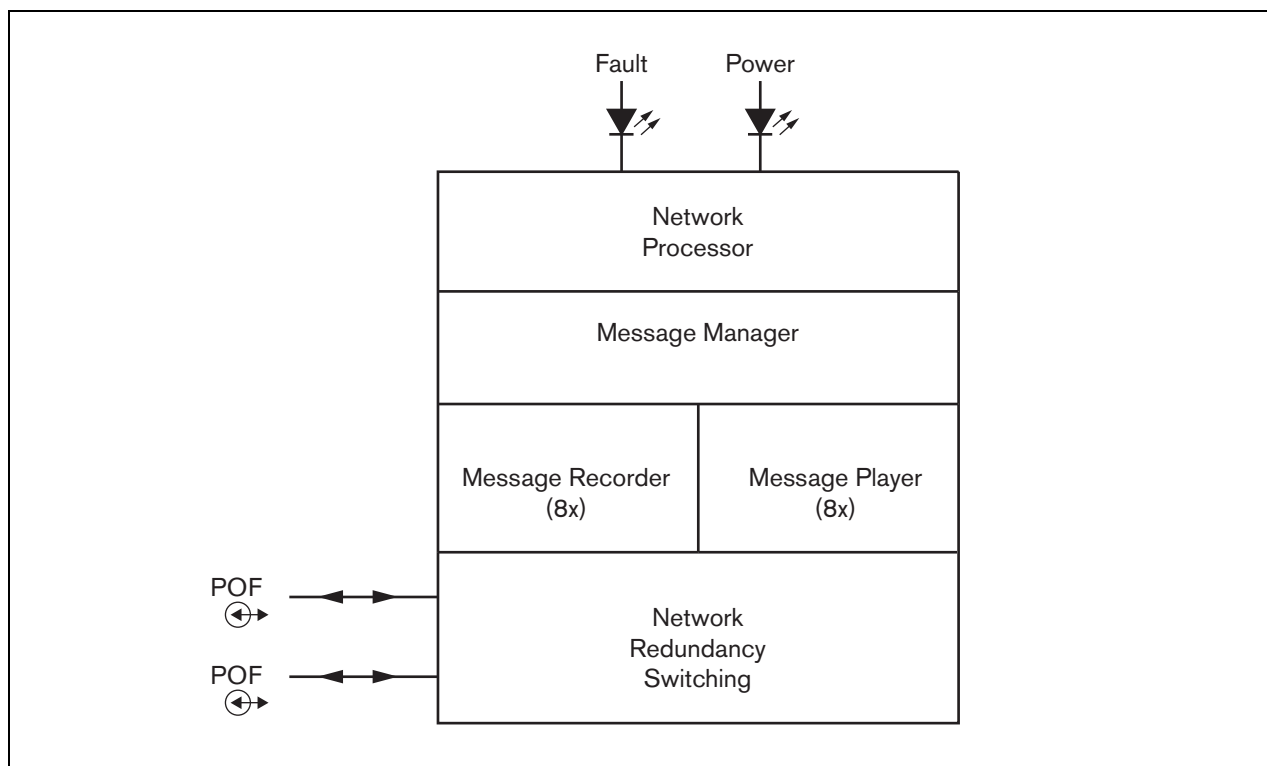 Fault Power
Network
Processor
Message Manager
Message Recorder
(8x)
Message Player
(8x)
POF
POF
Network
Redundancy
Switching